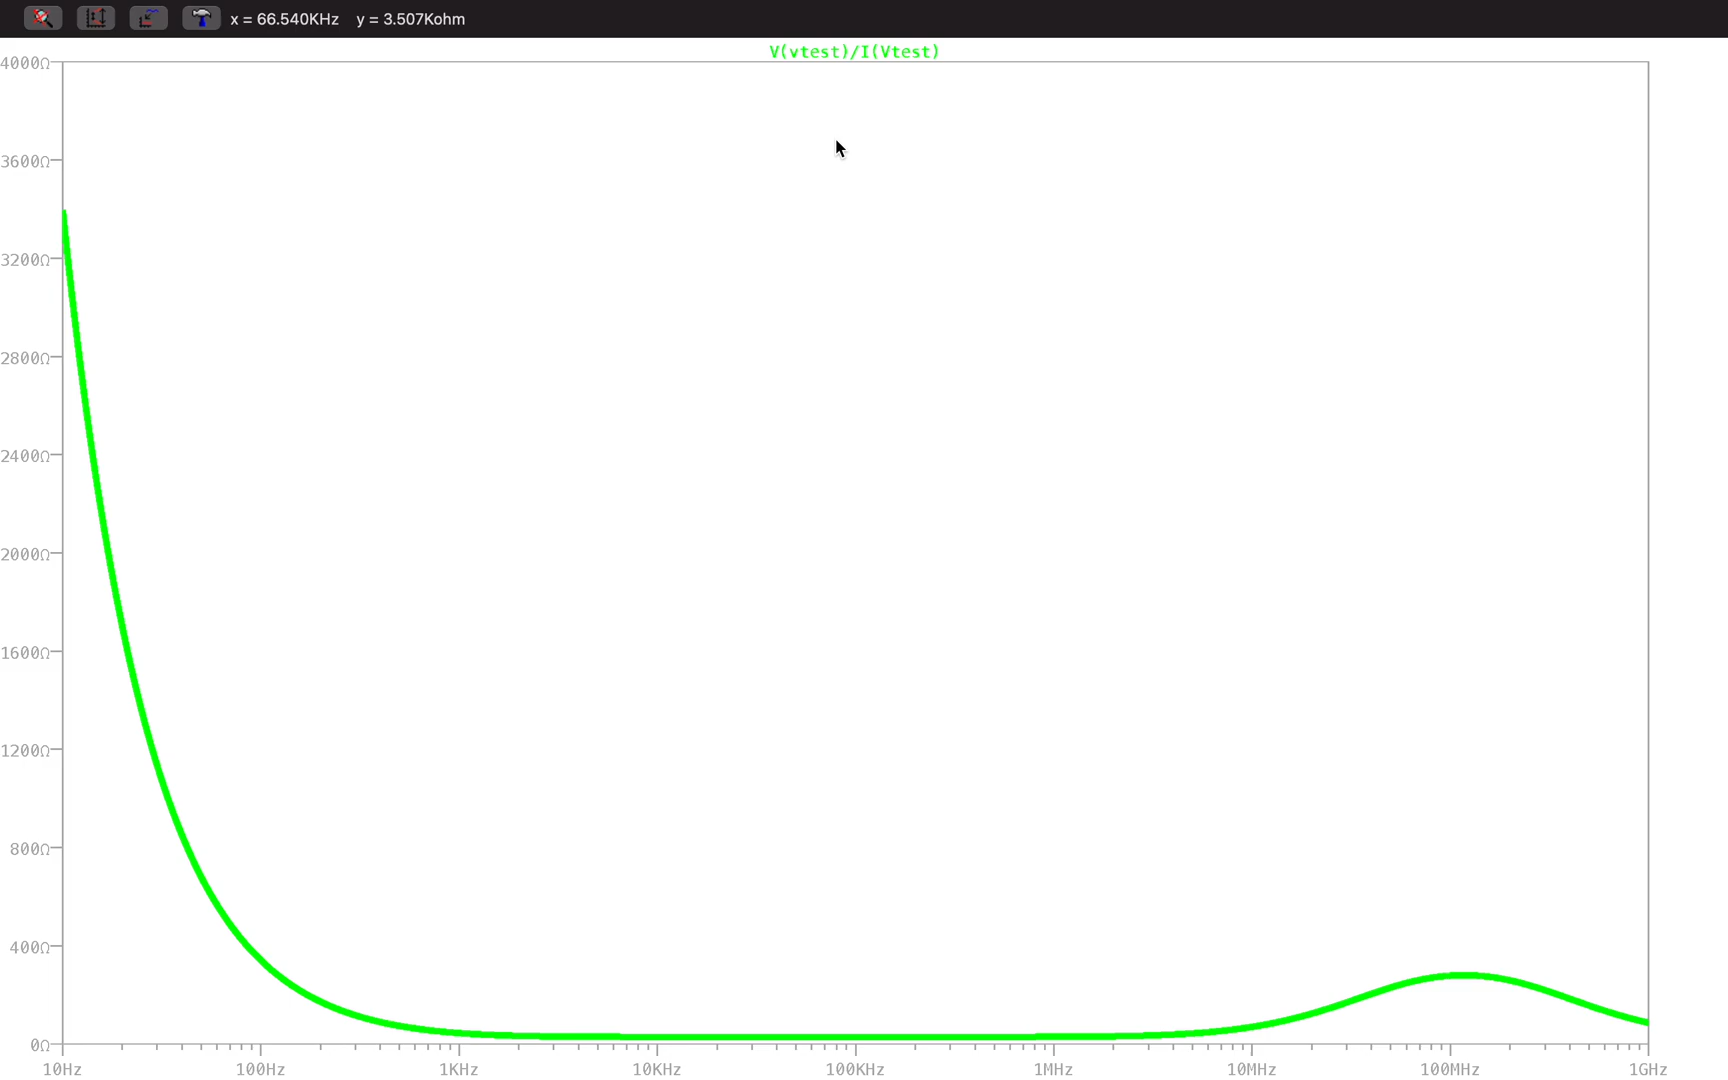 x = 66.540KHz y = 3.507Kohm
V(vtest)/I(Vtest)
4000Ω
3600Ω
3200Ω
2800Ω
2400Ω
2000Ω
1600Ω
1200Ω
800Ω
400Ω
0Ω
10Hz 100Hz 1KHz 10KHz 100KHz 1MHz 10MHz 100MHz 1GHz